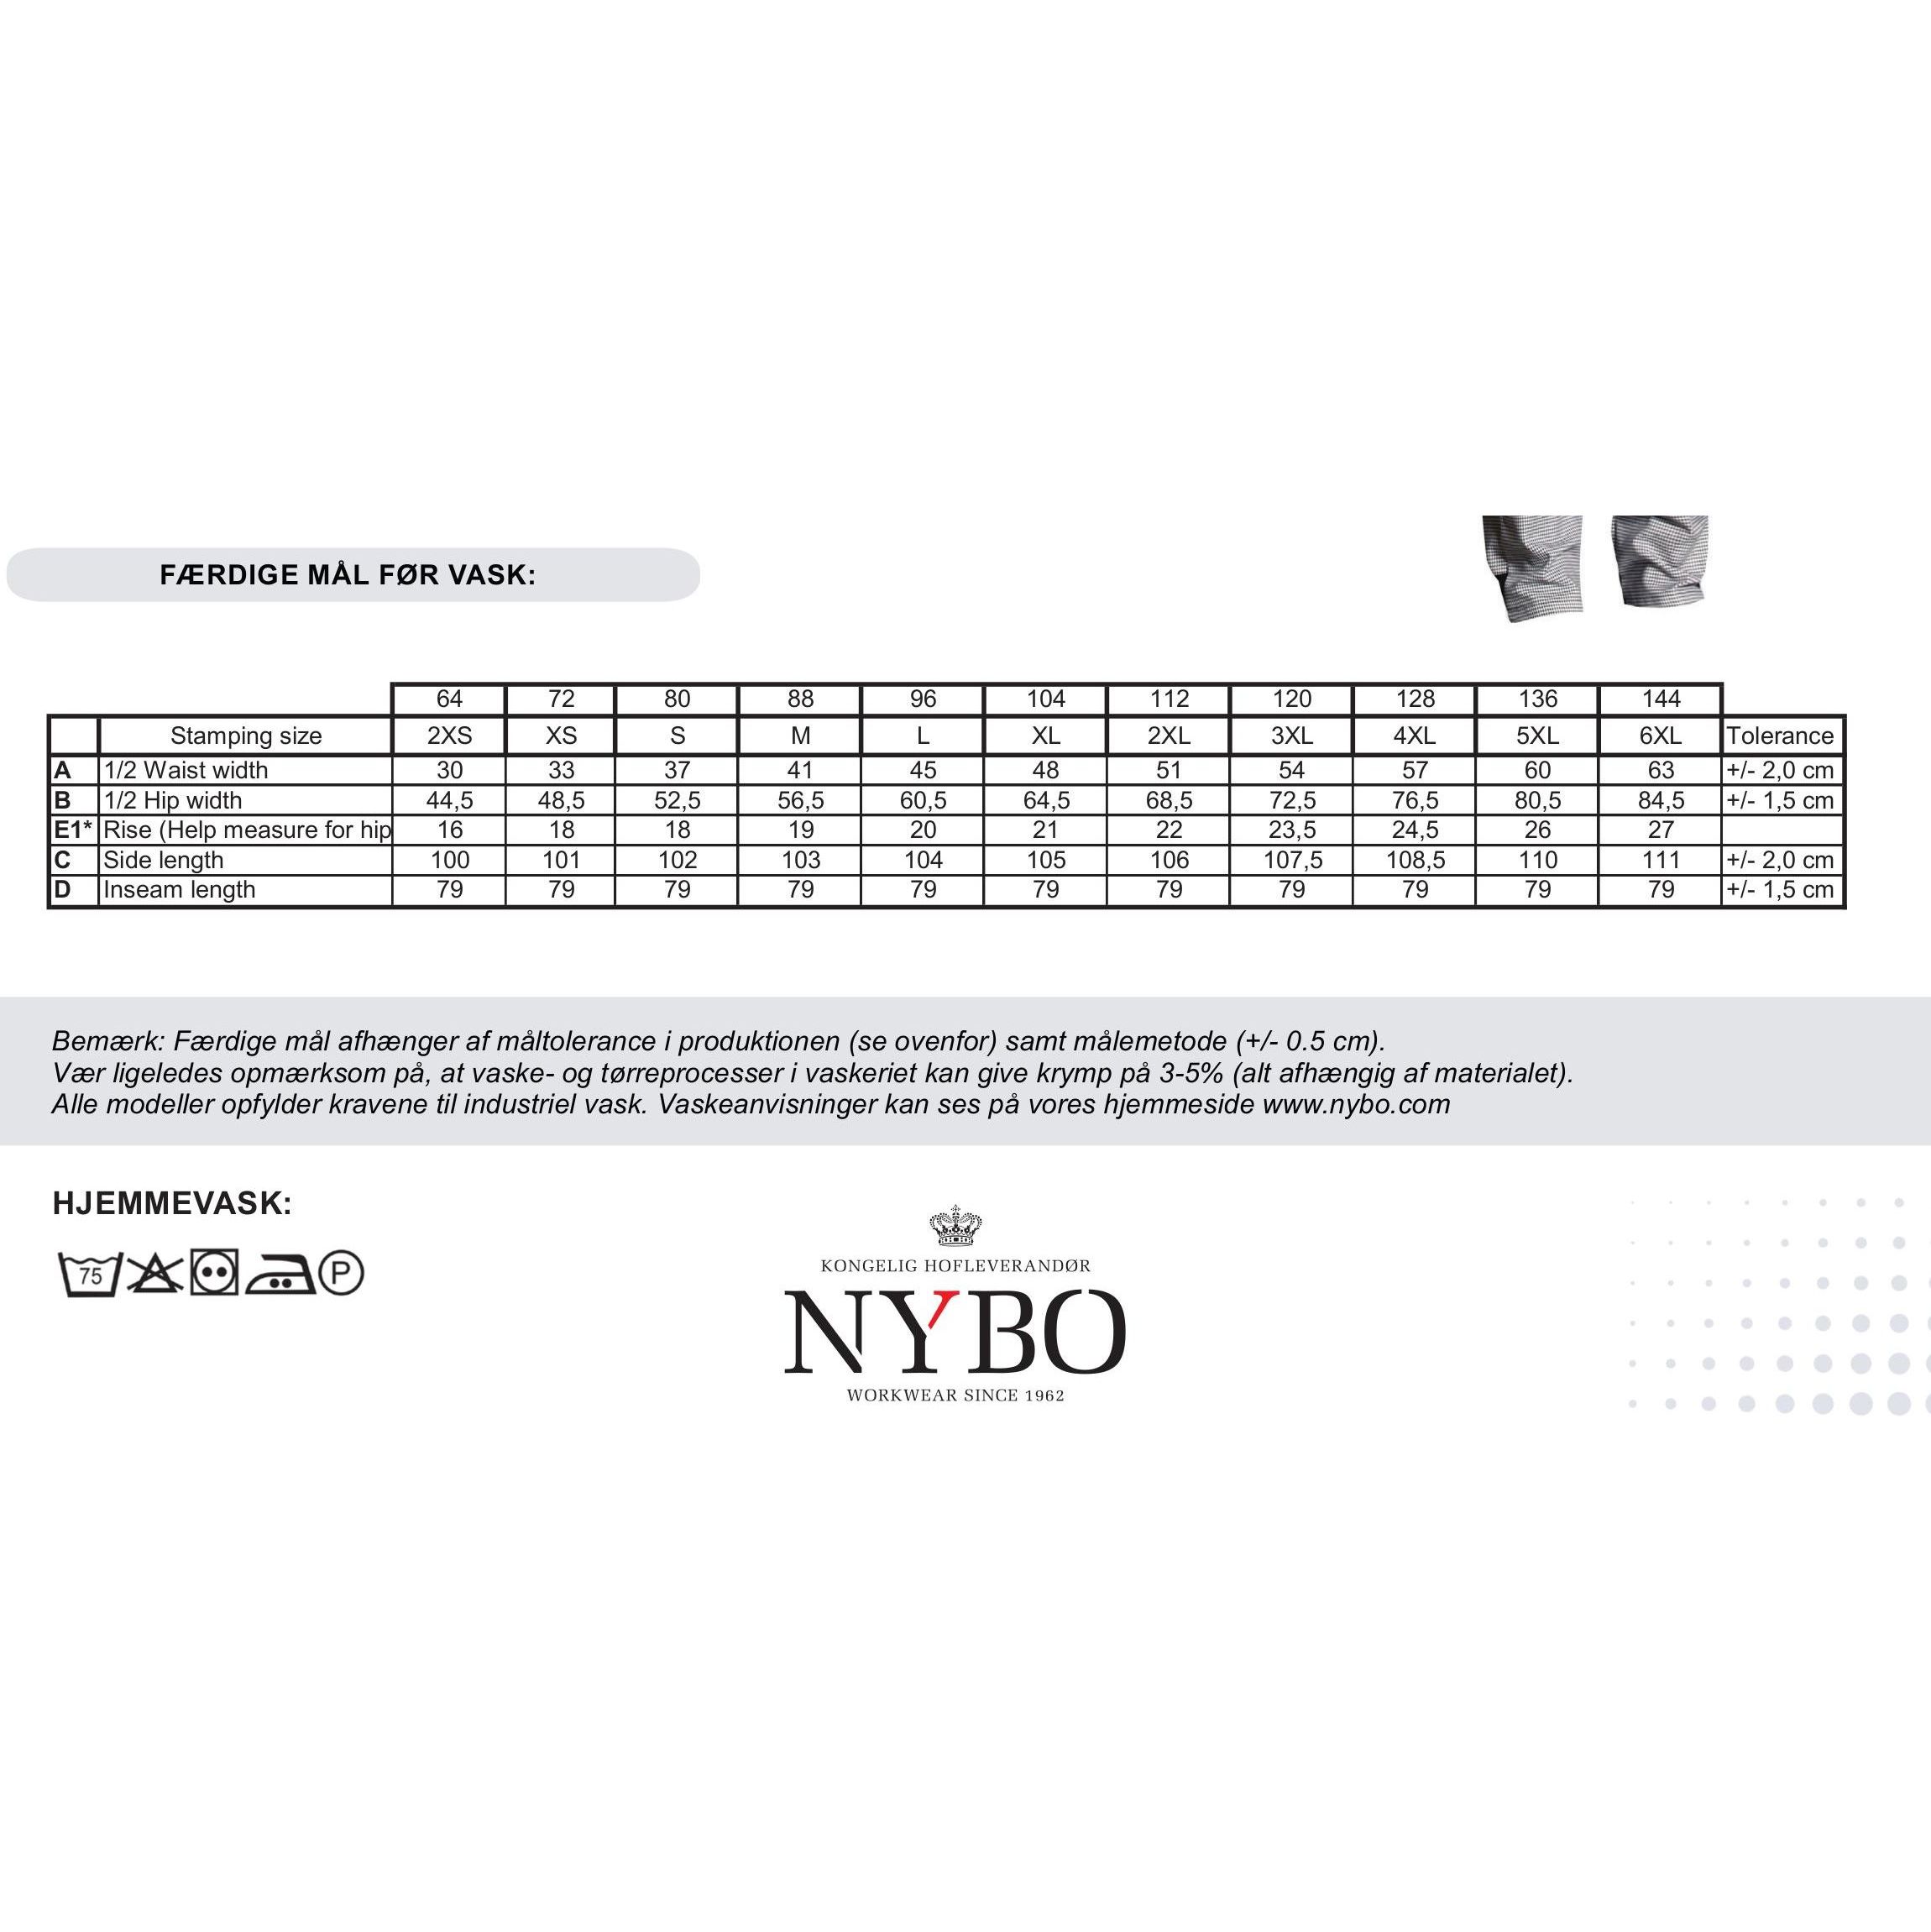 FÆRDIGE MÅL FØR VASK:
64 72 80 88 96 104 112 120 128 136 144
Stamping size 2XS XS S M L XL 2XL 3XL 4XL 5XL 6XL Tolerance
A 1/2 Waist width 30 33 37 41 45 48 51 54 57 60 63 +/- 2,0 cm
B 1/2 Hip width 44,5 48,5 52,5 56,5 60,5 64,5 68,5 72,5 76,5 80,5 84,5 +/- 1,5 cm
E1* Rise (Help measure for hip 16 18 18 19 20 21 22 23,5 24,5 26 27
C Side length 100 101 102 103 104 105 106 107,5 108,5 110 111 +/- 2,0 cm
D Inseam length 79 79 79 79 79 79 79 79 79 79 79 +/- 1,5 cm
Bemærk: Færdige mål afhænger af måltolerance i produktionen (se ovenfor) samt målemetode (+/- 0.5 cm).
Vær ligeledes opmærksom på, at vaske- og tørreprocesser i vaskeriet kan give krymp på 3-5% (alt afhængig af materialet).
Alle modeller opfylder kravene til industriel vask. Vaskeanvisninger kan ses på vores hjemmeside www.nybo.com
HJEMMEVASK:
75 P
KONGELIG HOFLEVERANDØR
NYBO
WORKWEAR SINCE 1962